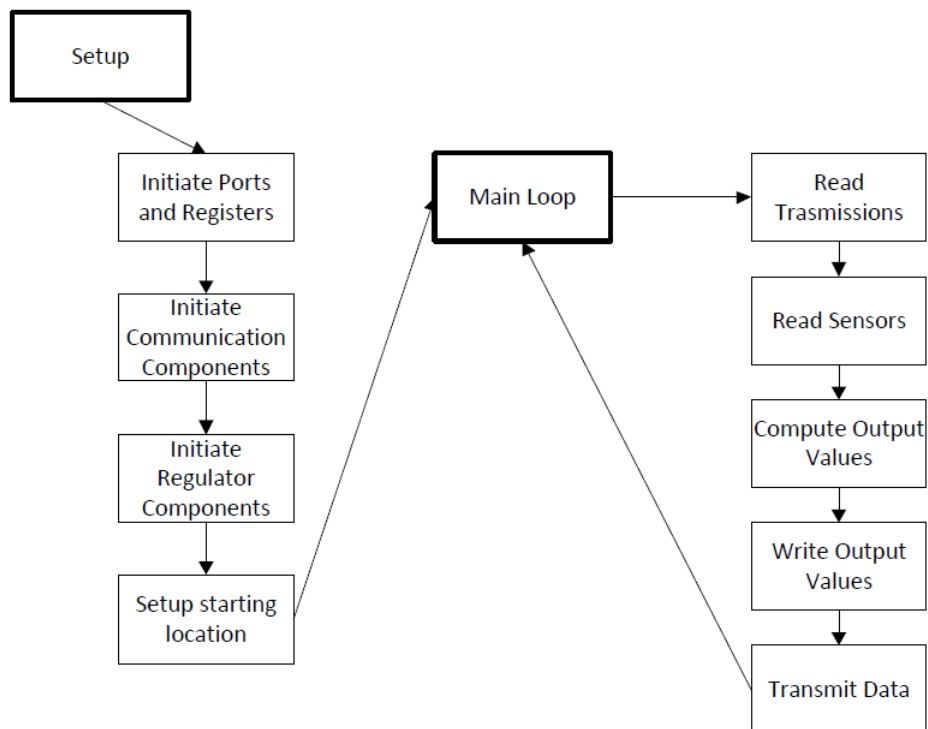 Setup
Initiate Ports
and Registers
Initiate
Communication
Components
Initiate
Regulator
Components
Setup starting
location
Main Loop
Read
Trasmissions
Read Sensors
Compute Output
Values
Write Output
Values
Transmit Data